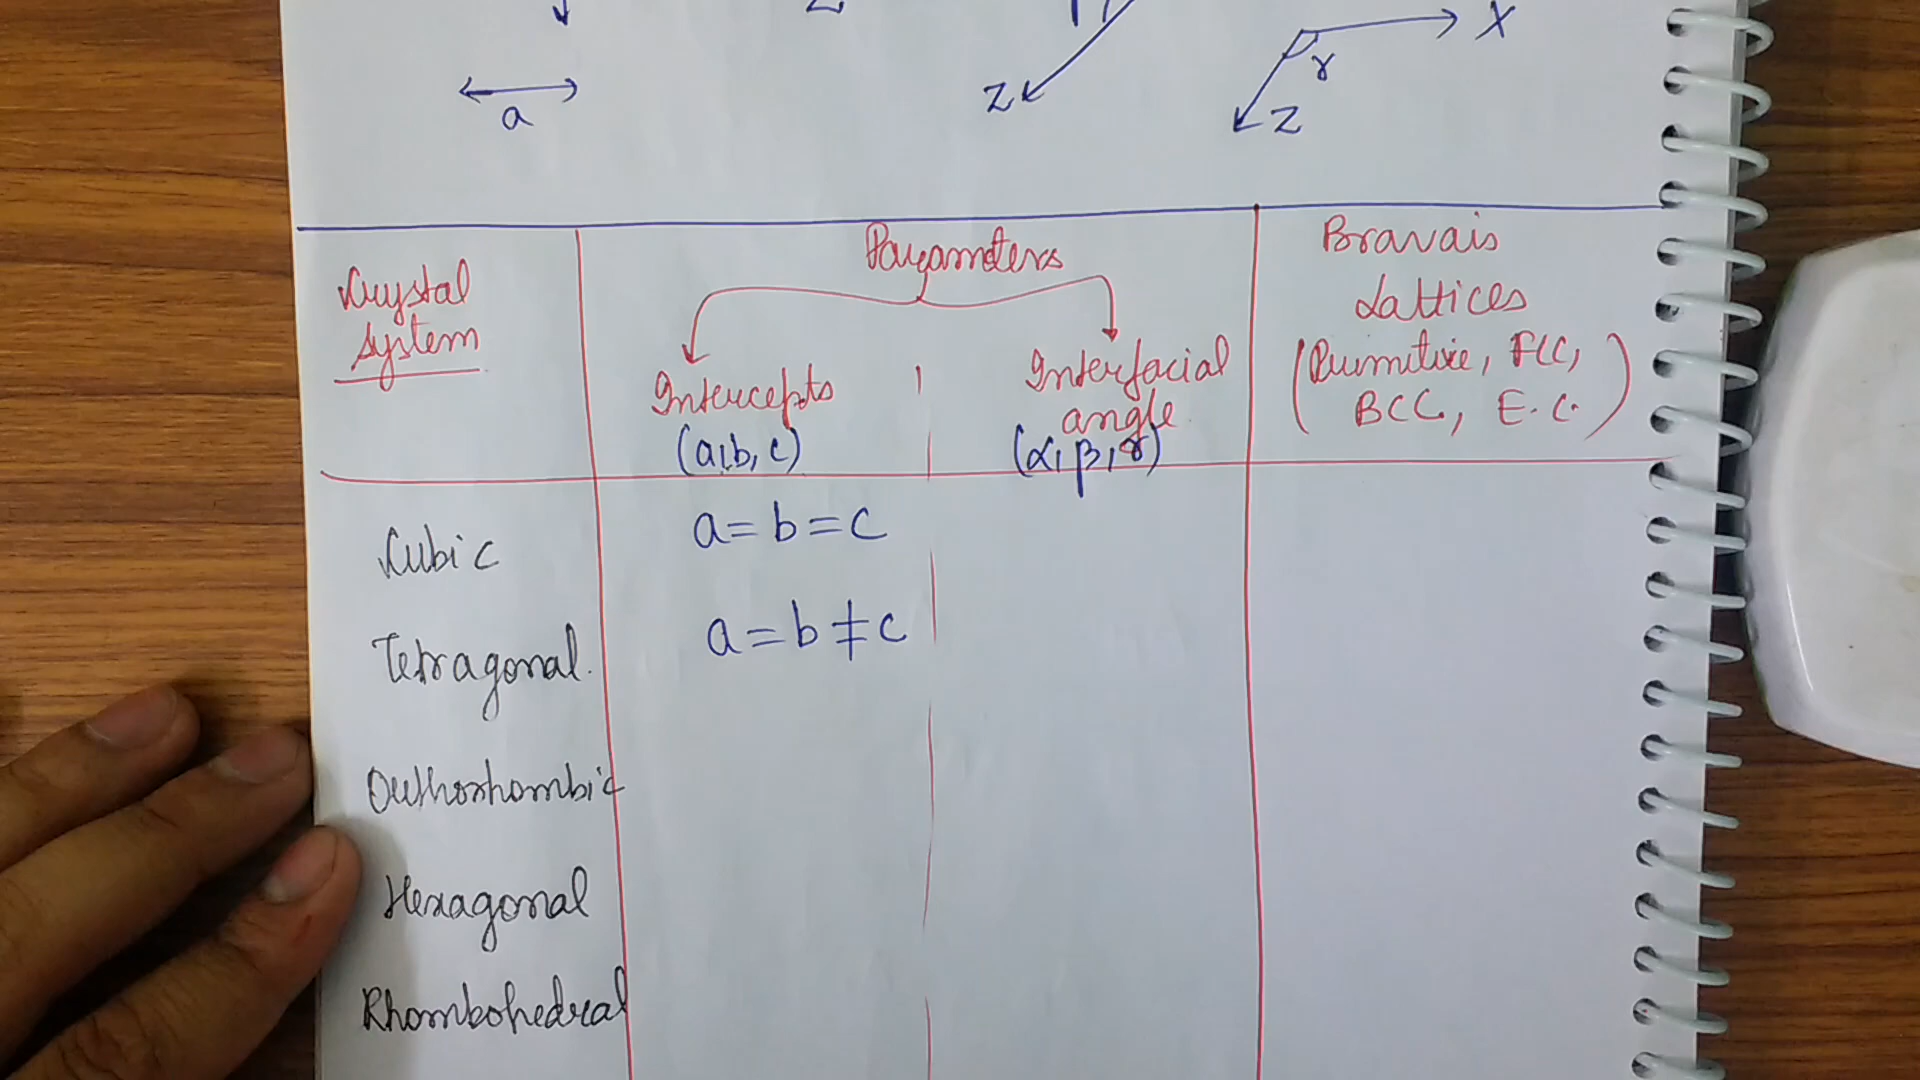 X
γ
a
Z
Z
Crystal
system
Parameters
Intercepts
(a,b,c)
Interfacial
angle
(α,β,γ)
Bravais
Lattices
(Primitive, FCC,
BCC, E.C.)
Cubic
a=b=c
Tetragonal.
a=b≠c
Orthorhombic
Hexagonal
Rhombohedral